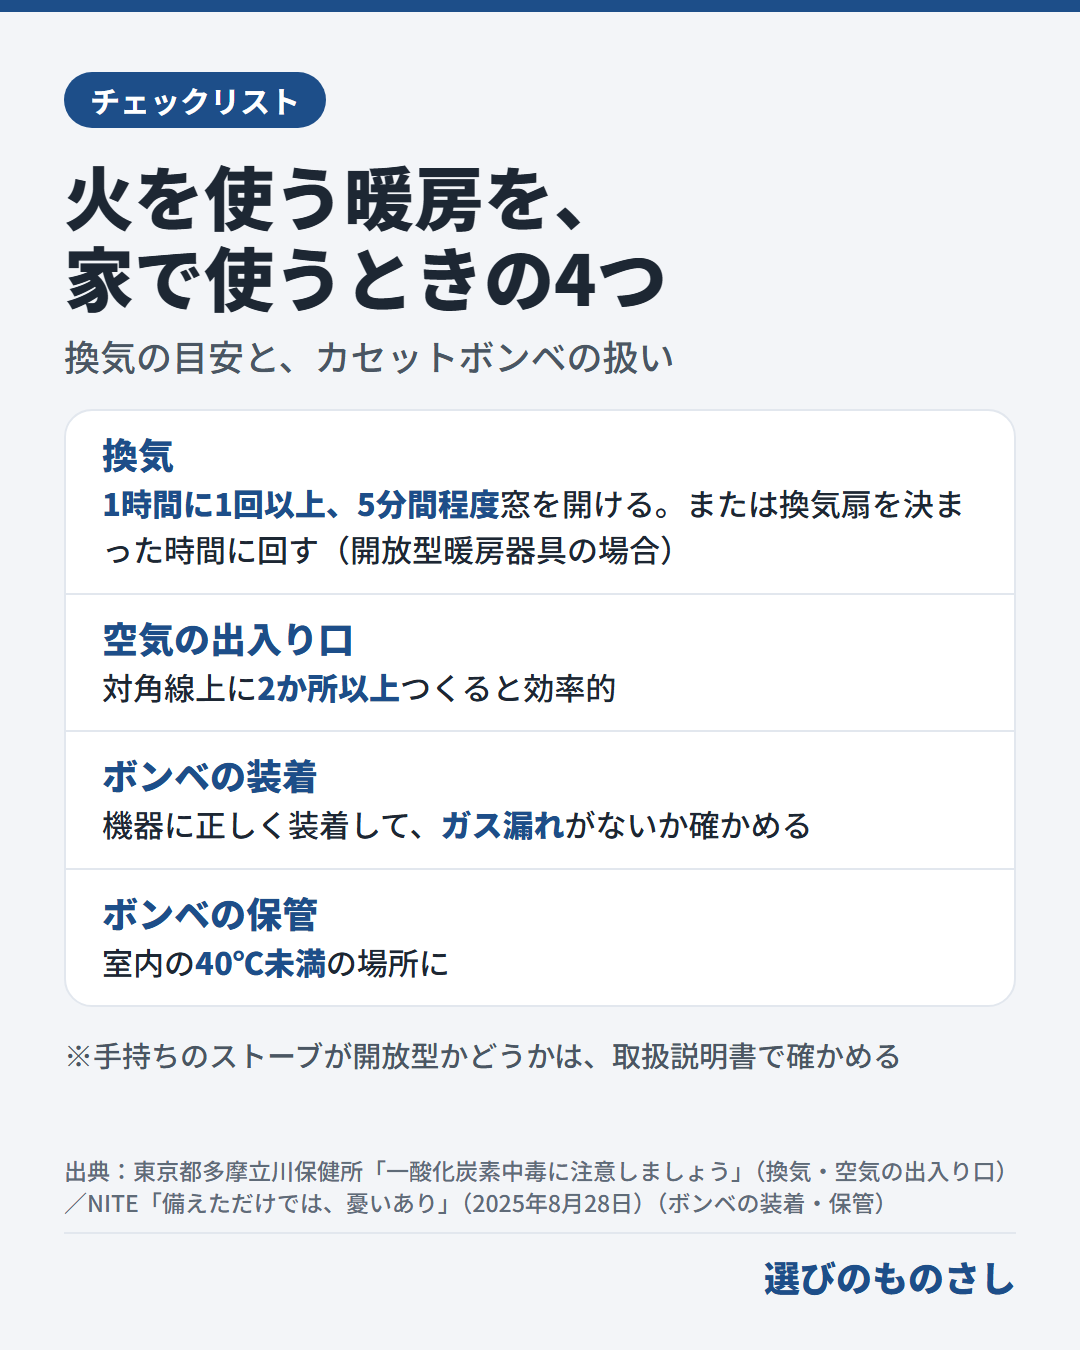 チェックリスト
火を使う暖房を、
家で使うときの4つ
換気の目安と、カセットボンベの扱い
換気
1時間に1回以上、5分間程度窓を開ける。または換気扇を決ま
った時間に回す（開放型暖房器具の場合）
空気の出入り口
対角線上に2か所以上つくると効率的
ボンベの装着
機器に正しく装着して、ガス漏れがないか確かめる
ボンベの保管
室内の40℃未満の場所に
※手持ちのストーブが開放型かどうかは、取扱説明書で確かめる
出典：東京都多摩立川保健所「一酸化炭素中毒に注意しましょう」（換気・空気の出入り口）
／NITE「備えただけでは、憂いあり」（2025年8月28日）（ボンベの装着・保管）
選びのものさし